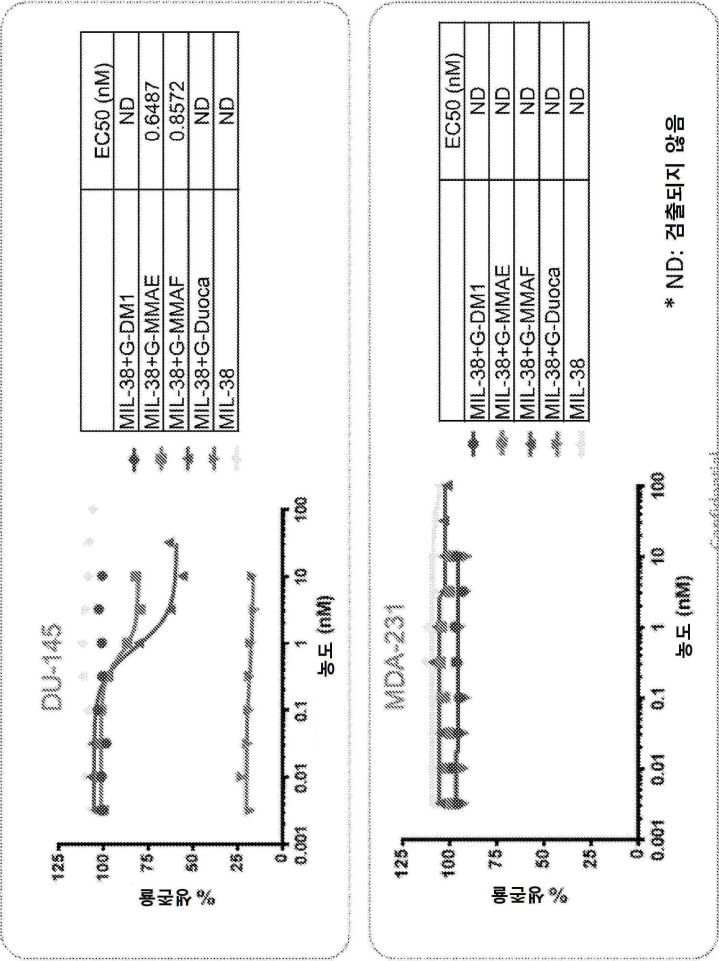 DU-145
125
100
75
50
25
0
% 생존율
0.001
0.01
0.1
1
10
100
농도 (nM)
EC50 (nM)
MIL-38+G-DM1 ND
MIL-38+G-MMAE 0.6487
MIL-38+G-MMAF 0.8572
MIL-38+G-Duoca ND
MIL-38 ND
MDA-231
125
100
75
50
25
0
% 생존율
0.001
0.01
0.1
1
10
100
농도 (nM)
EC50 (nM)
MIL-38+G-DM1 ND
MIL-38+G-MMAE ND
MIL-38+G-MMAF ND
MIL-38+G-Duoca ND
MIL-38 ND
* ND: 검출되지 않음
Confidential